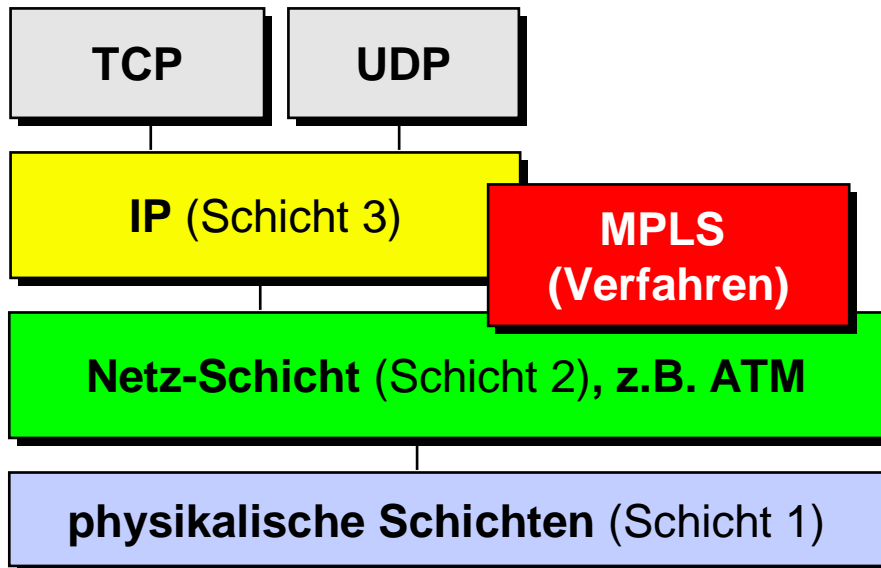 TCP
UDP
IP (Schicht 3)
MPLS
(Verfahren)
Netz-Schicht (Schicht 2), z.B. ATM
physikalische Schichten (Schicht 1)